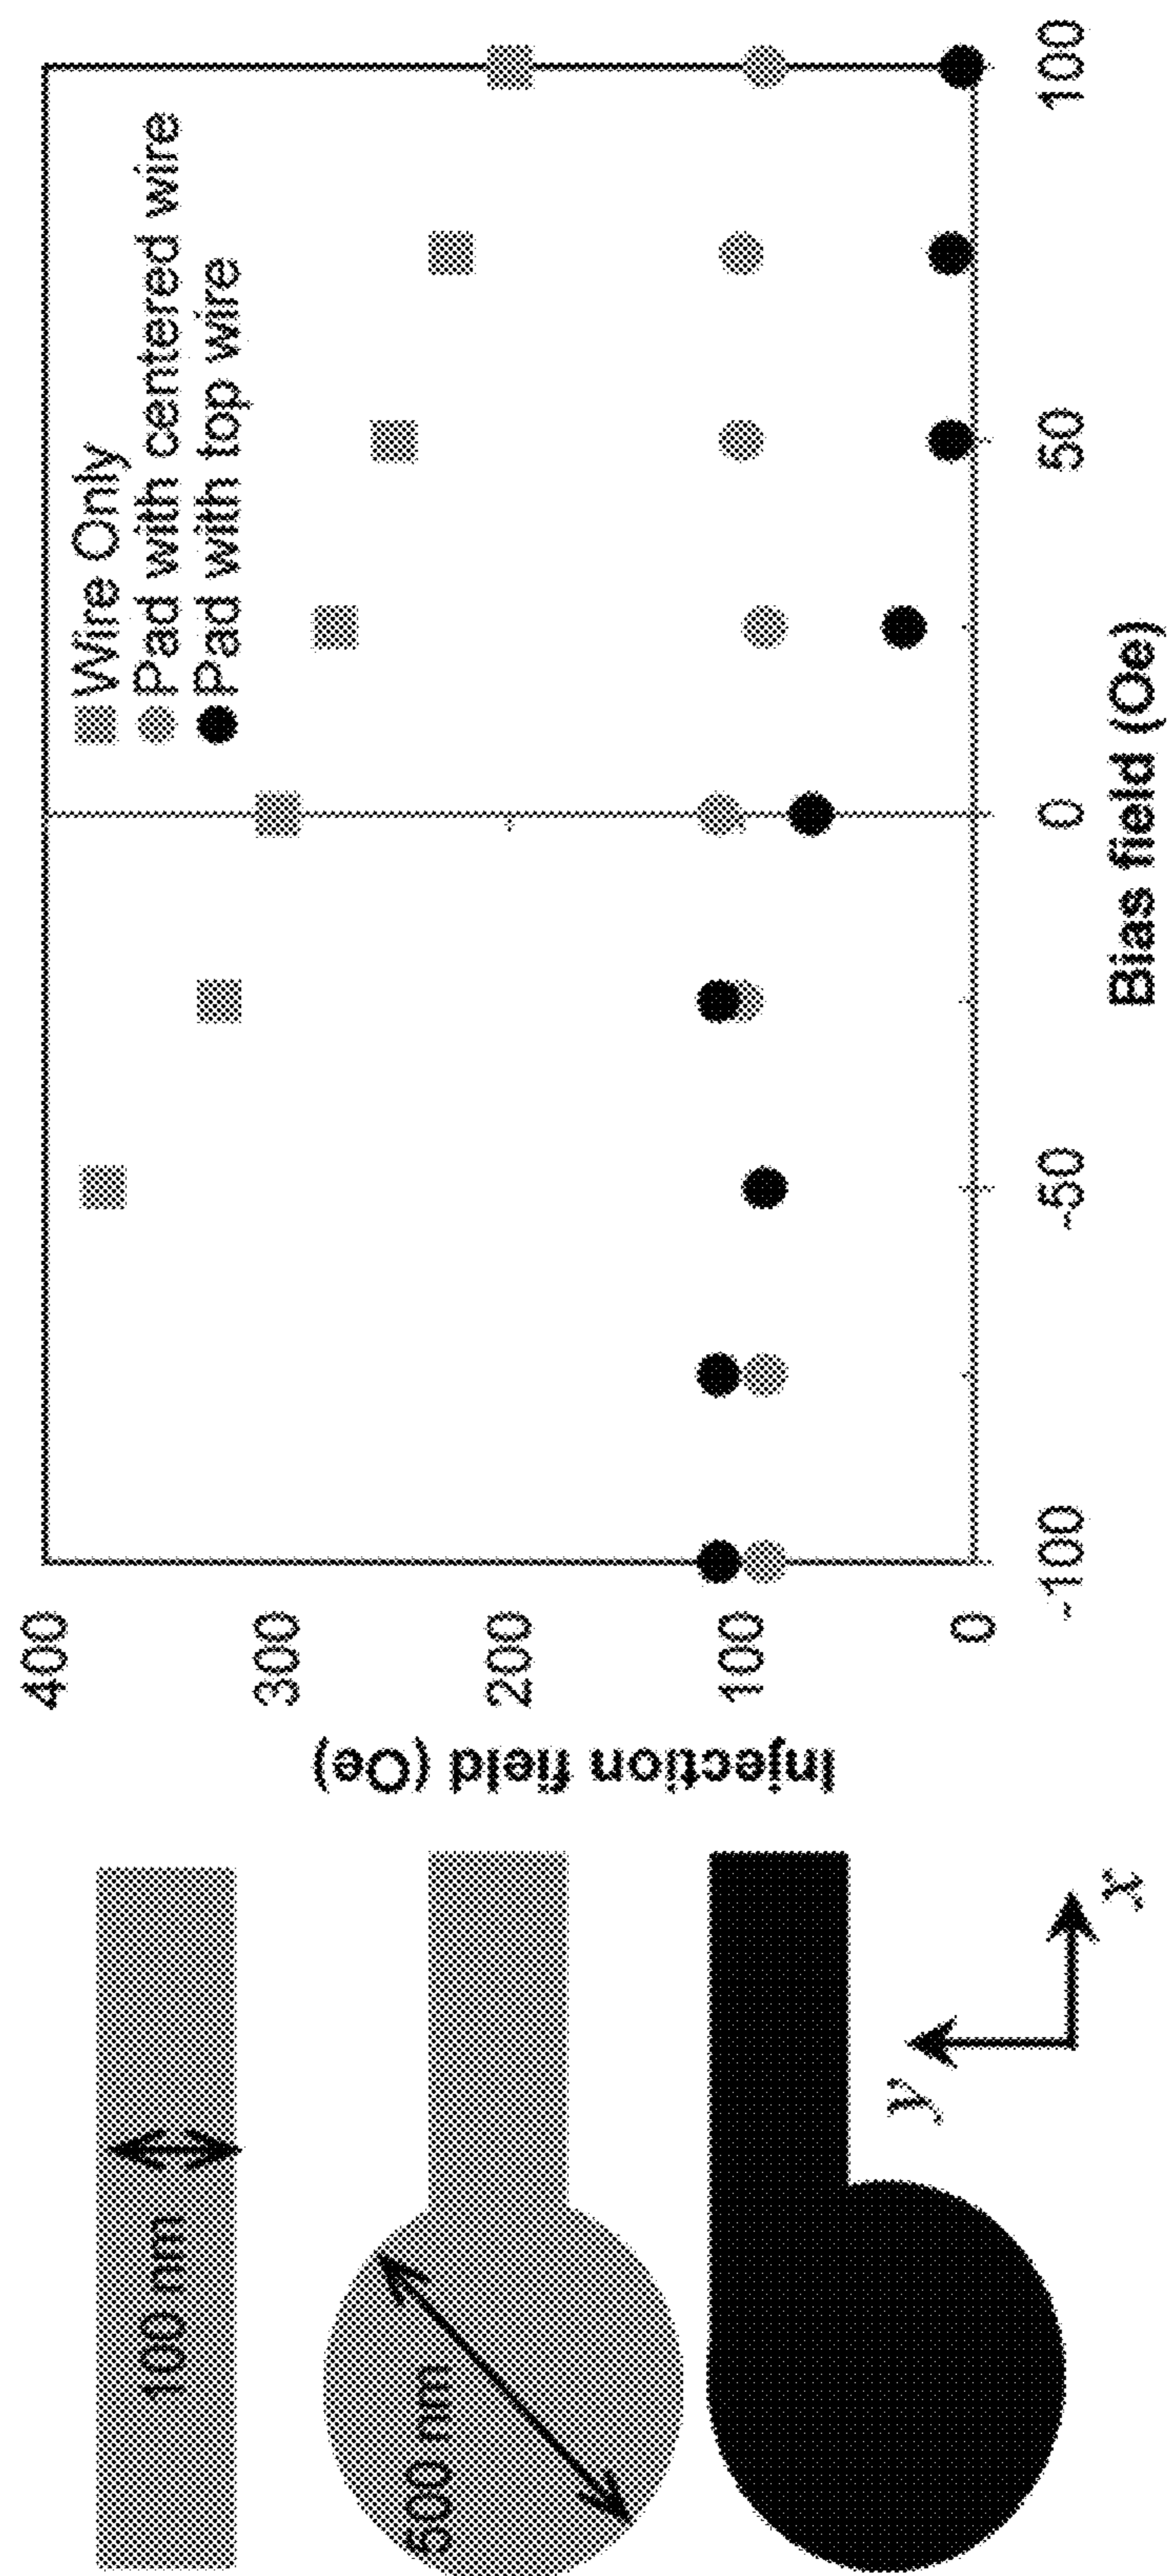 100 nm
500 nm
y
x
Injection field (Oe)
400
300
200
100
0
Wire Only
Pad with centered wire
Pad with top wire
-100
-50
0
50
100
Bias field (Oe)